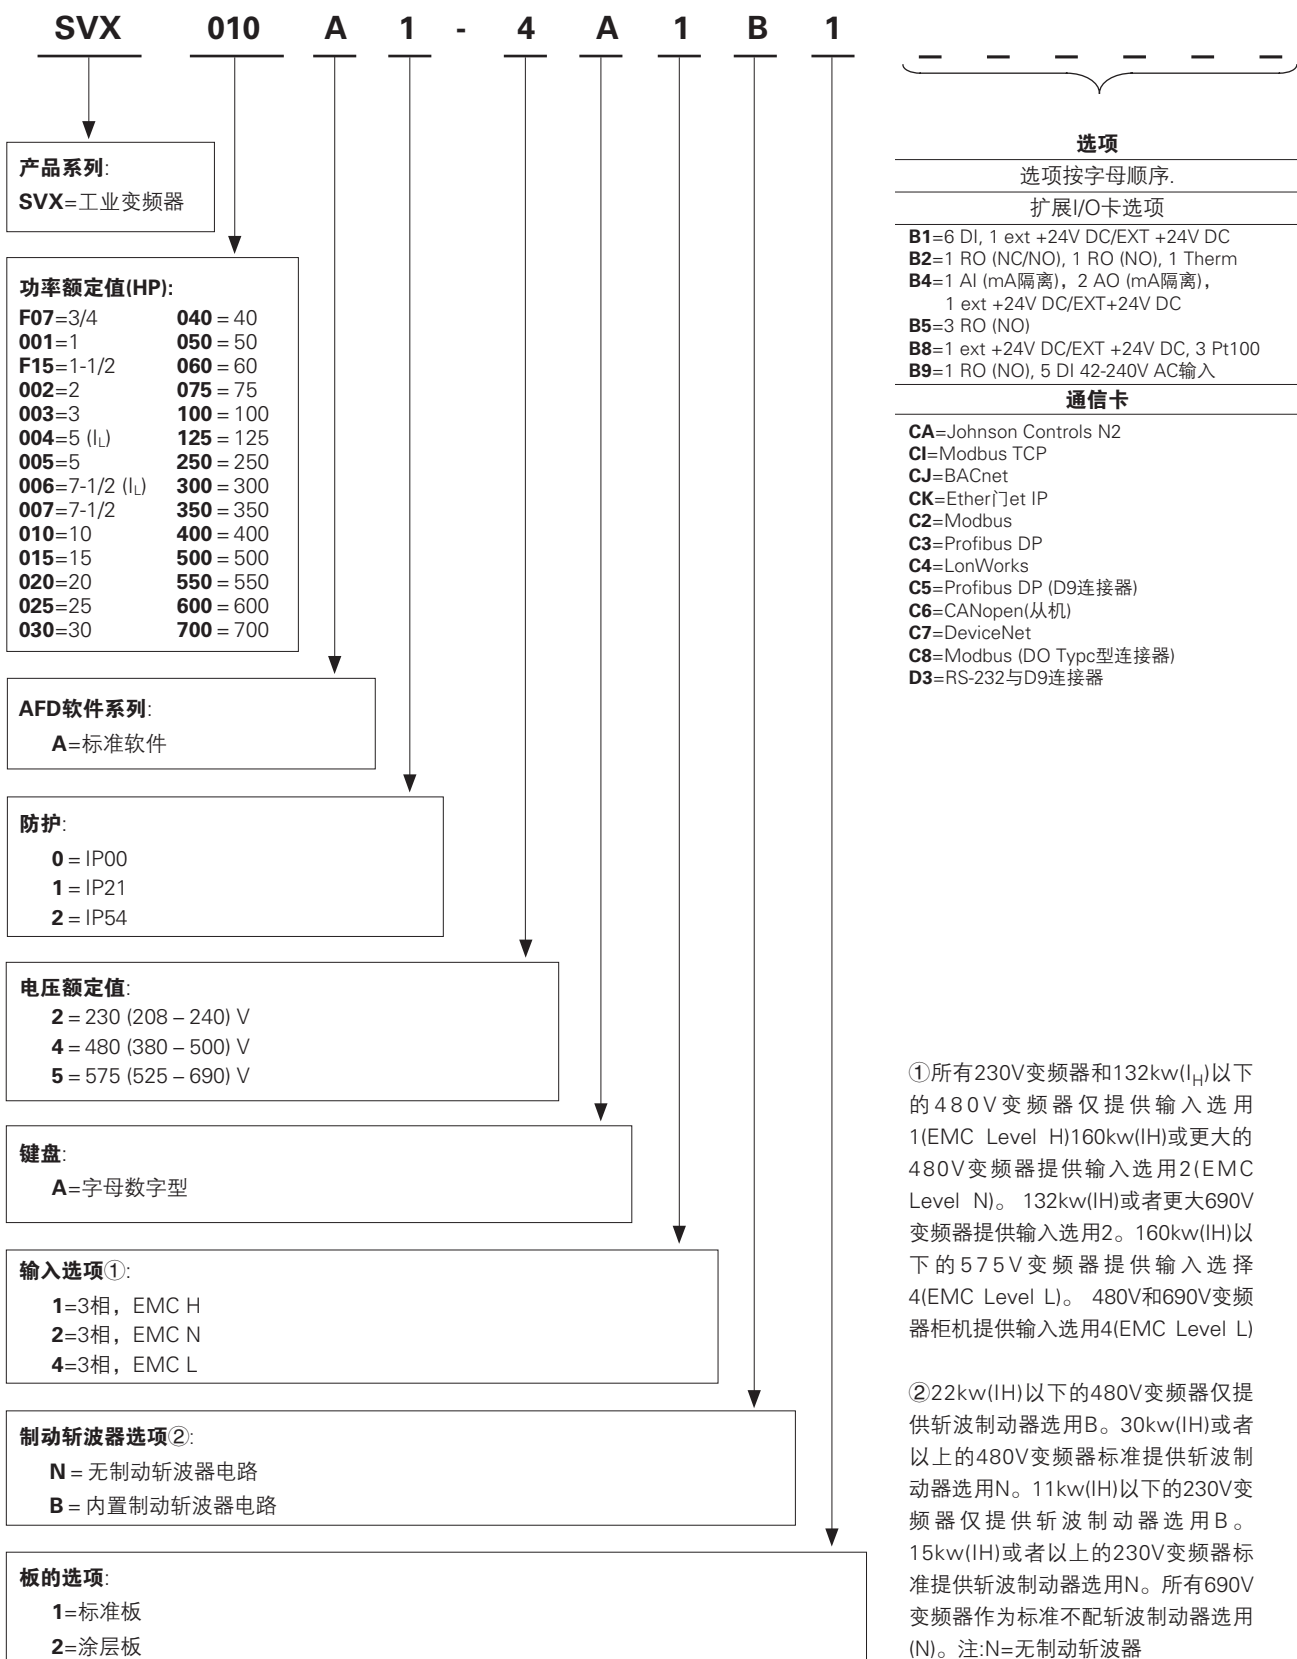 SVX 010 A 1 - 4 A 1 B 1 _ _ _ _ _ _
产品系列:
SVX=工业变频器
功率额定值(HP):
F07=3/4 040 = 40
001=1 050 = 50
F15=1-1/2 060 = 60
002=2 075 = 75
003=3 100 = 100
004=5 (IL) 125 = 125
005=5 250 = 250
006=7-1/2 (IL) 300 = 300
007=7-1/2 350 = 350
010=10 400 = 400
015=15 500 = 500
020=20 550 = 550
025=25 600 = 600
030=30 700 = 700
AFD软件系列:
A=标准软件
防护:
0 = IP00
1 = IP21
2 = IP54
电压额定值:
2 = 230 (208 – 240) V
4 = 480 (380 – 500) V
5 = 575 (525 – 690) V
键盘:
A=字母数字型
输入选项①:
1=3相，EMC H
2=3相，EMC N
4=3相，EMC L
制动斩波器选项②:
N = 无制动斩波器电路
B = 内置制动斩波器电路
板的选项:
1=标准板
2=涂层板
选项
选项按字母顺序.
扩展I/O卡选项
B1=6 DI, 1 ext +24V DC/EXT +24V DC
B2=1 RO (NC/NO), 1 RO (NO), 1 Therm
B4=1 AI (mA隔离)，2 AO (mA隔离)，
1 ext +24V DC/EXT+24V DC
B5=3 RO (NO)
B8=1 ext +24V DC/EXT +24V DC, 3 Pt100
B9=1 RO (NO), 5 DI 42-240V AC输入
通信卡
CA=Johnson Controls N2
CI=Modbus TCP
CJ=BACnet
CK=Ether门et IP
C2=Modbus
C3=Profibus DP
C4=LonWorks
C5=Profibus DP (D9连接器)
C6=CANopen(从机)
C7=DeviceNet
C8=Modbus (DO Typc型连接器)
D3=RS-232与D9连接器
①所有230V变频器和132kw(IH)以下
的480V变频器仅提供输入选用
1(EMC Level H)160kw(IH)或更大的
480V变频器提供输入选用2(EMC
Level N)。 132kw(IH)或者更大690V
变频器提供输入选用2。160kw(IH)以
下的575V变频器提供输入选择
4(EMC Level L)。 480V和690V变频
器柜机提供输入选用4(EMC Level L)
②22kw(IH)以下的480V变频器仅提
供斩波制动器选用B。30kw(IH)或者
以上的480V变频器标准提供斩波制
动器选用N。11kw(IH)以下的230V变
频器仅提供斩波制动器选用B。
15kw(IH)或者以上的230V变频器标
准提供斩波制动器选用N。所有690V
变频器作为标准不配斩波制动器选用
(N)。注:N=无制动斩波器